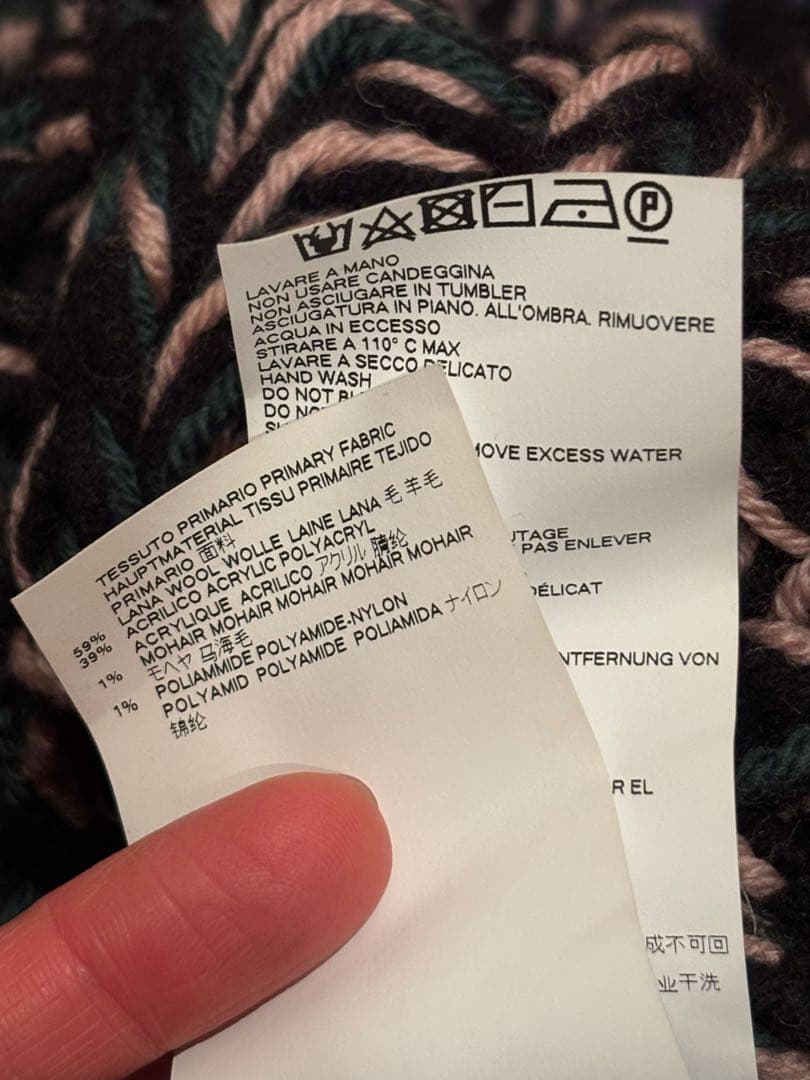 P
LAVARE A MANO
NON USARE CANDEGGINA
NON ASCIUGARE IN TUMBLER
ASCIUGATURA IN PIANO. ALL'OMBRA. RIMUOVERE
ACQUA IN ECCESSO
STIRARE A 110° C MAX
LAVARE A SECCO DELICATO
HAND WASH
DO NOT
DO NOT
MOVE EXCESS WATER
UTAGE
PAS ENLEVER
DÉLICAT
NTFERNUNG VON
R EL
成不可回
业干洗
TESSUTO PRIMARIO PRIMARY FABRIC
HAUPTMATERIAL TISSU PRIMAIRE TEJIDO
PRIMARIO 面料
59% LANA WOOL WOLLE LAINE LANA 毛 羊毛
39% ACRILICO ACRYLIC POLYACRYL
ACRYLIQUE ACRILICO アクリル 腈纶
1% MOHAIR MOHAIR MOHAIR MOHAIR MOHAIR
モヘヤ 马海毛
1% POLIAMMIDE POLYAMIDE-NYLON
POLYAMID POLYAMIDE POLIAMIDA ナイロン
锦纶